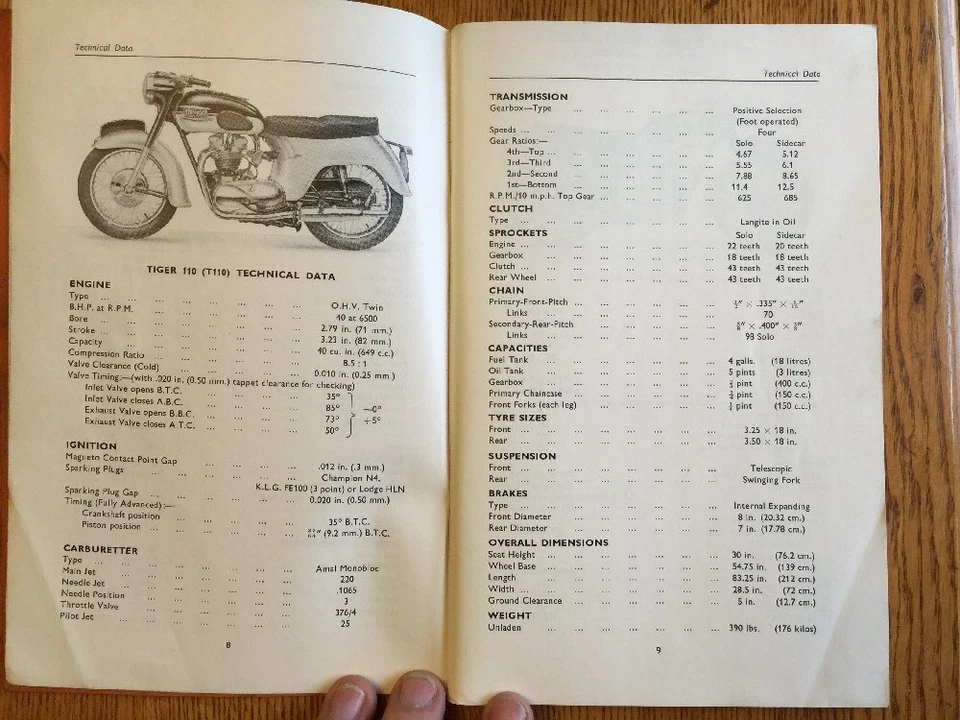 Technical Data
TIGER 110 (T110) TECHNICAL DATA
ENGINE
Type ... ... ... ... ... ... O.H.V. Twin
B.H.P. at R.P.M. ... ... ... ... ... 40 at 6500
Bore ... ... ... ... ... ... 2.79 in. (71 mm.)
Stroke ... ... ... ... ... ... 3.23 in. (82 mm.)
Capacity ... ... ... ... ... 40 cu. in. (649 c.c.)
Compression Ratio ... ... ... ... 8.5 : 1
Valve Clearance (Cold) ... ... ... ... 0.010 in. (0.25 mm.)
Valve Timing:—(with .020 in. (0.50 mm.) tappet clearance for checking)
Inlet Valve opens B.T.C. ... ... ... 35°
Inlet Valve closes A.B.C. ... ... ... 85° —0°
Exhaust Valve opens B.B.C. ... ... ... 73° +5°
Exhaust Valve closes A.T.C. ... ... ... 50°
IGNITION
Magneto Contact Point Gap ... ... ... .012 in. (.3 mm.)
Sparking Plugs ... ... ... ... ... Champion N4,
K.L.G. FE100 (3 point) or Lodge HLN
Sparking Plug Gap ... ... ... ... 0.020 in. (0.50 mm.)
Timing (Fully Advanced):—
Crankshaft position ... ... ... ... 35° B.T.C.
Piston position ... ... ... ... ... (9.2 mm.) B.T.C.
CARBURETTER
Type ... ... ... ... ... ... Amal Monobloc
Main Jet ... ... ... ... ... ... 220
Needle Jet ... ... ... ... ... .1065
Needle Position ... ... ... ... ... 3
Throttle Valve ... ... ... ... ... 376/4
Pilot Jet ... ... ... ... ... 25
8
Technical Data
TRANSMISSION
Gearbox—Type ... ... ... ... ... ... Positive Selection
(Foot operated)
Speeds ... ... ... ... ... ... ... Four
Gear Ratios:— ... ... ... ... ... ... Solo Sidecar
4th—Top ... ... ... ... ... ... 4.67 5.12
3rd—Third ... ... ... ... ... ... 5.55 6.1
2nd—Second ... ... ... ... ... 7.88 8.65
1st—Bottom ... ... ... ... ... 11.4 12.5
R.P.M./10 m.p.h. Top Gear ... ... ... ... ... 625 685
CLUTCH
Type ... ... ... ... ... ... ... Langite in Oil
SPROCKETS Solo Sidecar
Engine ... ... ... ... ... ... ... 22 teeth 20 teeth
Gearbox ... ... ... ... ... ... 18 teeth 18 teeth
Clutch ... ... ... ... ... ... ... 43 teeth 43 teeth
Rear Wheel ... ... ... ... ... ... 43 teeth 43 teeth
CHAIN
Primary-Front-Pitch ... ... ... ... ... ½″ × .335″ × 
Links ... ... ... ... ... ... 70
Secondary-Rear-Pitch ... ... ... ... ... ⅝″ × .400″ × ⅜″
Links ... ... ... ... ... ... 98 Solo
CAPACITIES
Fuel Tank ... ... ... ... ... ... 4 galls. (18 litres)
Oil Tank ... ... ... ... ... ... 5 pints (3 litres)
Gearbox ... ... ... ... ... ... pint (400 c.c.)
Primary Chaincase ... ... ... ... ... ¼ pint (150 c.c.)
Front Forks (each leg) ... ... ... ... ... ¼ pint (150 c.c.)
TYRE SIZES
Front ... ... ... ... ... ... ... 3.25 × 18 in.
Rear ... ... ... ... ... ... ... 3.50 × 18 in.
SUSPENSION
Front ... ... ... ... ... ... ... Telescopic
Rear ... ... ... ... ... ... ... Swinging Fork
BRAKES
Type ... ... ... ... ... ... ... Internal Expanding
Front Diameter ... ... ... ... ... ... 8 in. (20.32 cm.)
Rear Diameter ... ... ... ... ... ... 7 in. (17.78 cm.)
OVERALL DIMENSIONS
Seat Height ... ... ... ... ... ... 30 in. (76.2 cm.)
Wheel Base ... ... ... ... ... ... 54.75 in. (139 cm.)
Length ... ... ... ... ... ... 83.25 in. (212 cm.)
Width ... ... ... ... ... ... ... 28.5 in. (72 cm.)
Ground Clearance ... ... ... ... ... 5 in. (12.7 cm.)
WEIGHT
Unladen ... ... ... ... ... ... 390 lbs. (176 kilos)
9